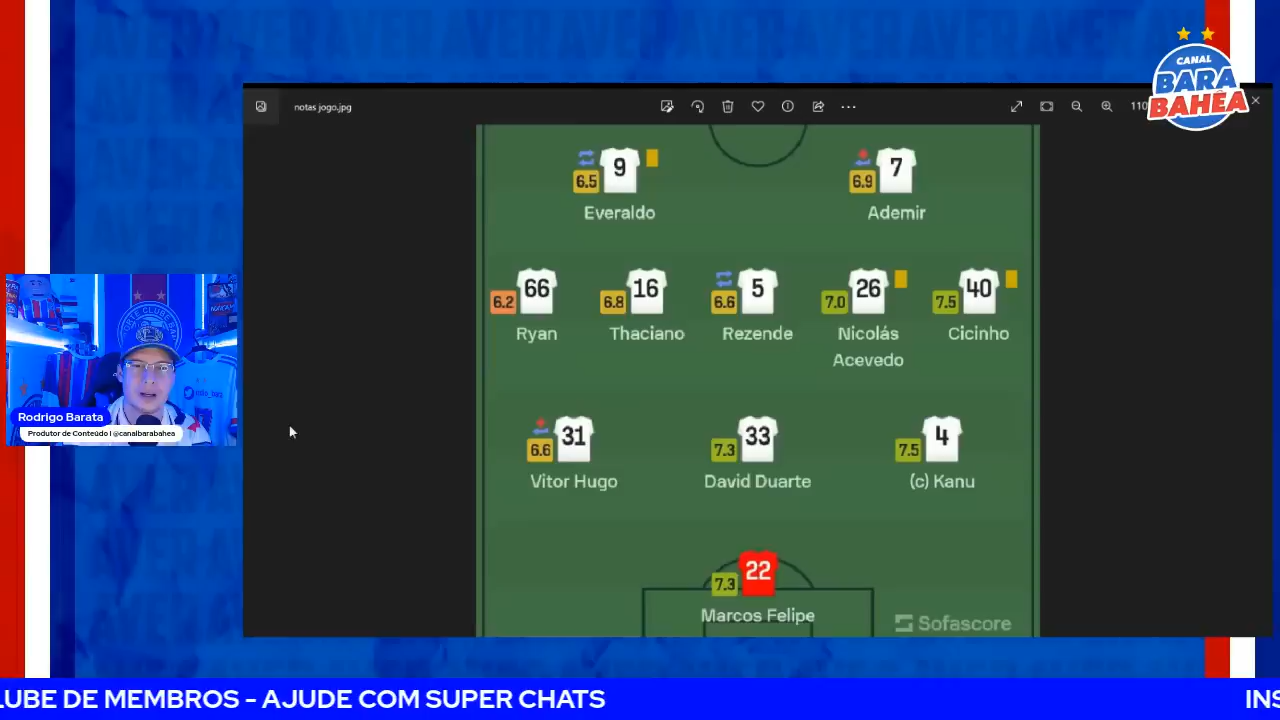 CANAL
BARA
BAHEA
notas jogo.jpg
110
9
6.5
Everaldo
7
6.9
Ademir
66
6.2
Ryan
16
6.8
Thaciano
5
6.6
Rezende
26
7.0
Nicolás
Acevedo
40
7.5
Cicinho
31
6.6
Vitor Hugo
33
7.3
David Duarte
4
7.5
(c) Kanu
22
7.3
Marcos Felipe
Sofascore
Rodrigo Barata
Produtor de Conteúdo | @canalbarabahea
LUBE DE MEMBROS - AJUDE COM SUPER CHATS
INS